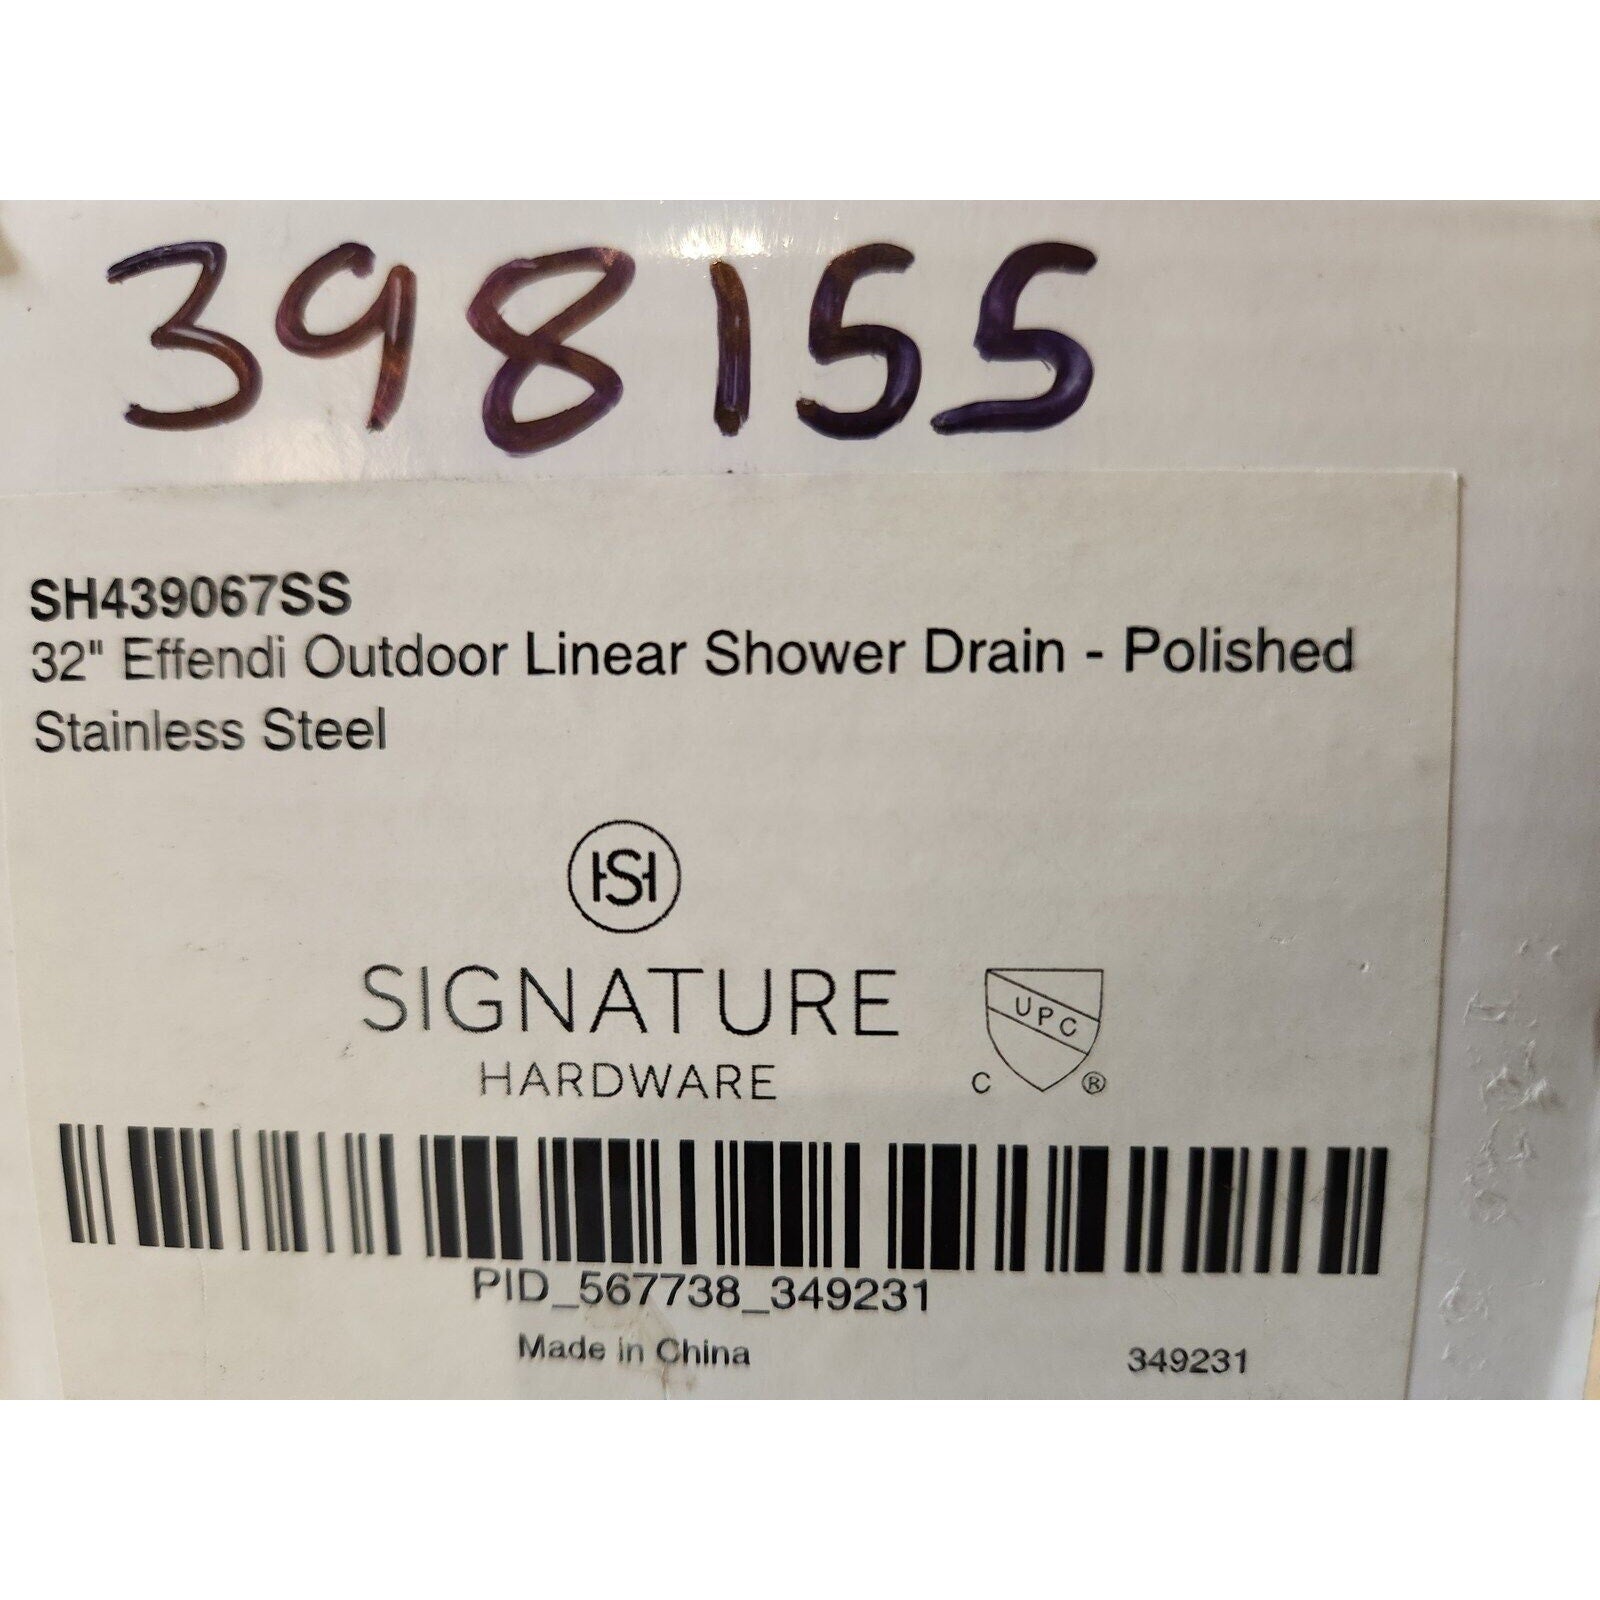 398155
SH439067SS
32" Effendi Outdoor Linear Shower Drain - Polished
Stainless Steel
HSH
SIGNATURE
HARDWARE
UPC
C ®
PID_567738_349231
Made in China 349231